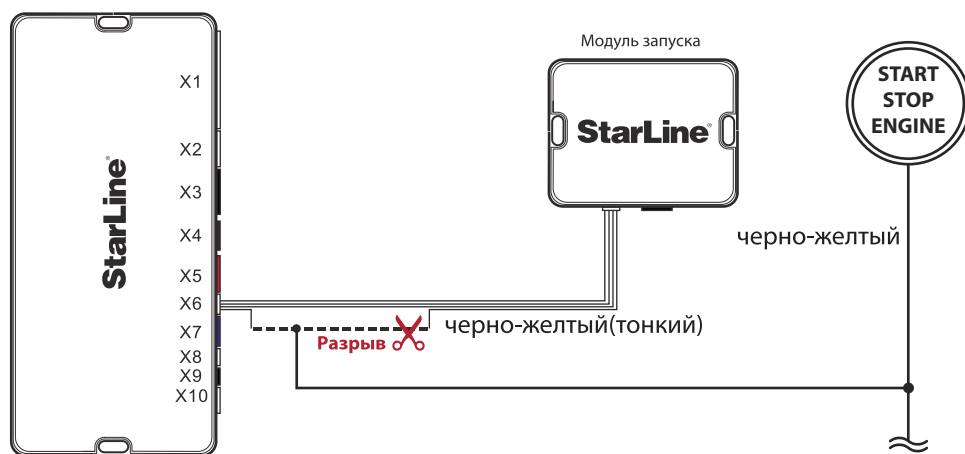 X1
X2
X3
X4
X5
X6
X7
X8
X9
X10
StarLine®
Модуль запуска
StarLine®
START
STOP
ENGINE
черно-желтый
черно-желтый(тонкий)
Разрыв